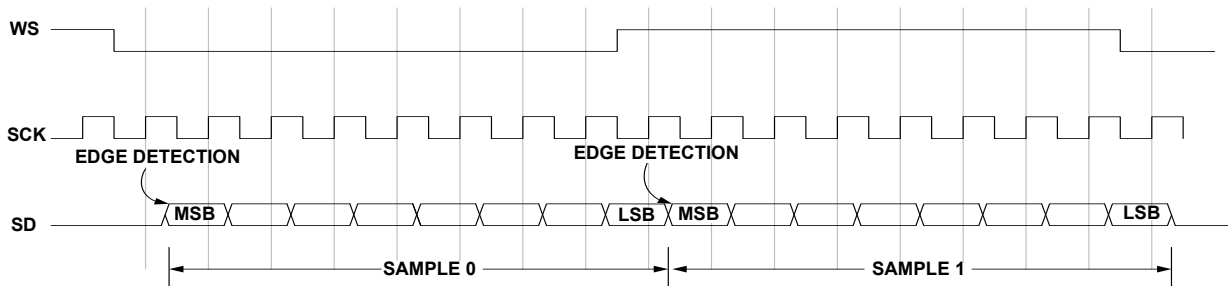 WS
SCK
EDGE DETECTION EDGE DETECTION
SD MSB LSB MSB LSB
SAMPLE 0 SAMPLE 1